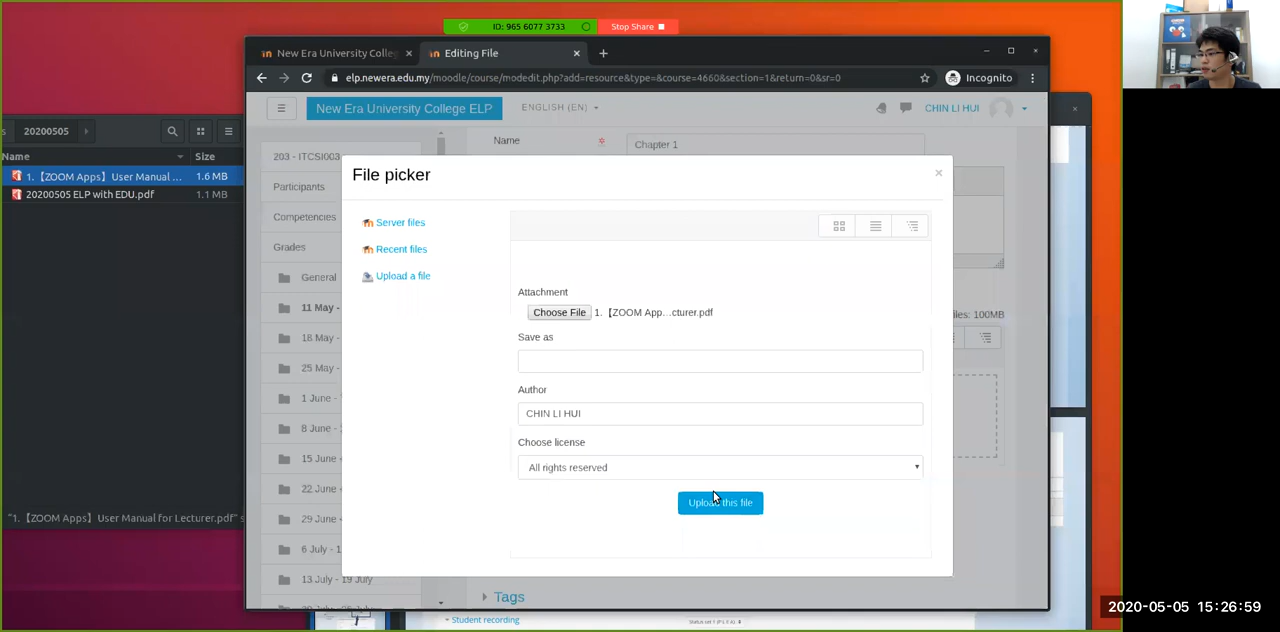 ID: 965 6077 3733
Stop Share
New Era University Colle
Editing File
elp.newera.edu.my/moodle/course/modedit.php?add=resource&type=&course=4660&section=1&return=0&sr=0
Incognito
New Era University College ELP
ENGLISH (EN)
CHIN LI HUI
20200505
Name
Size
1.【ZOOM Apps】User Manual ...
1.6 MB
20200505 ELP with EDU.pdf
1.1 MB
"1.【ZOOM Apps】User Manual for Lecturer.pdf" s
203 - ITCSI003
Participants
Competencies
Grades
General
11 May -
18 May -
25 May -
1 June -
8 June -
15 June
22 June
29 June
6 July - 1
13 July - 19 July
Name
Chapter 1
File picker
Server files
Recent files
Upload a file
Attachment
Choose File
1.【ZOOM App...cturer.pdf
Save as
Author
CHIN LI HUI
Choose license
All rights reserved
Upload this file
iles: 100MB
Tags
Student recording
2020-05-05 15:26:59